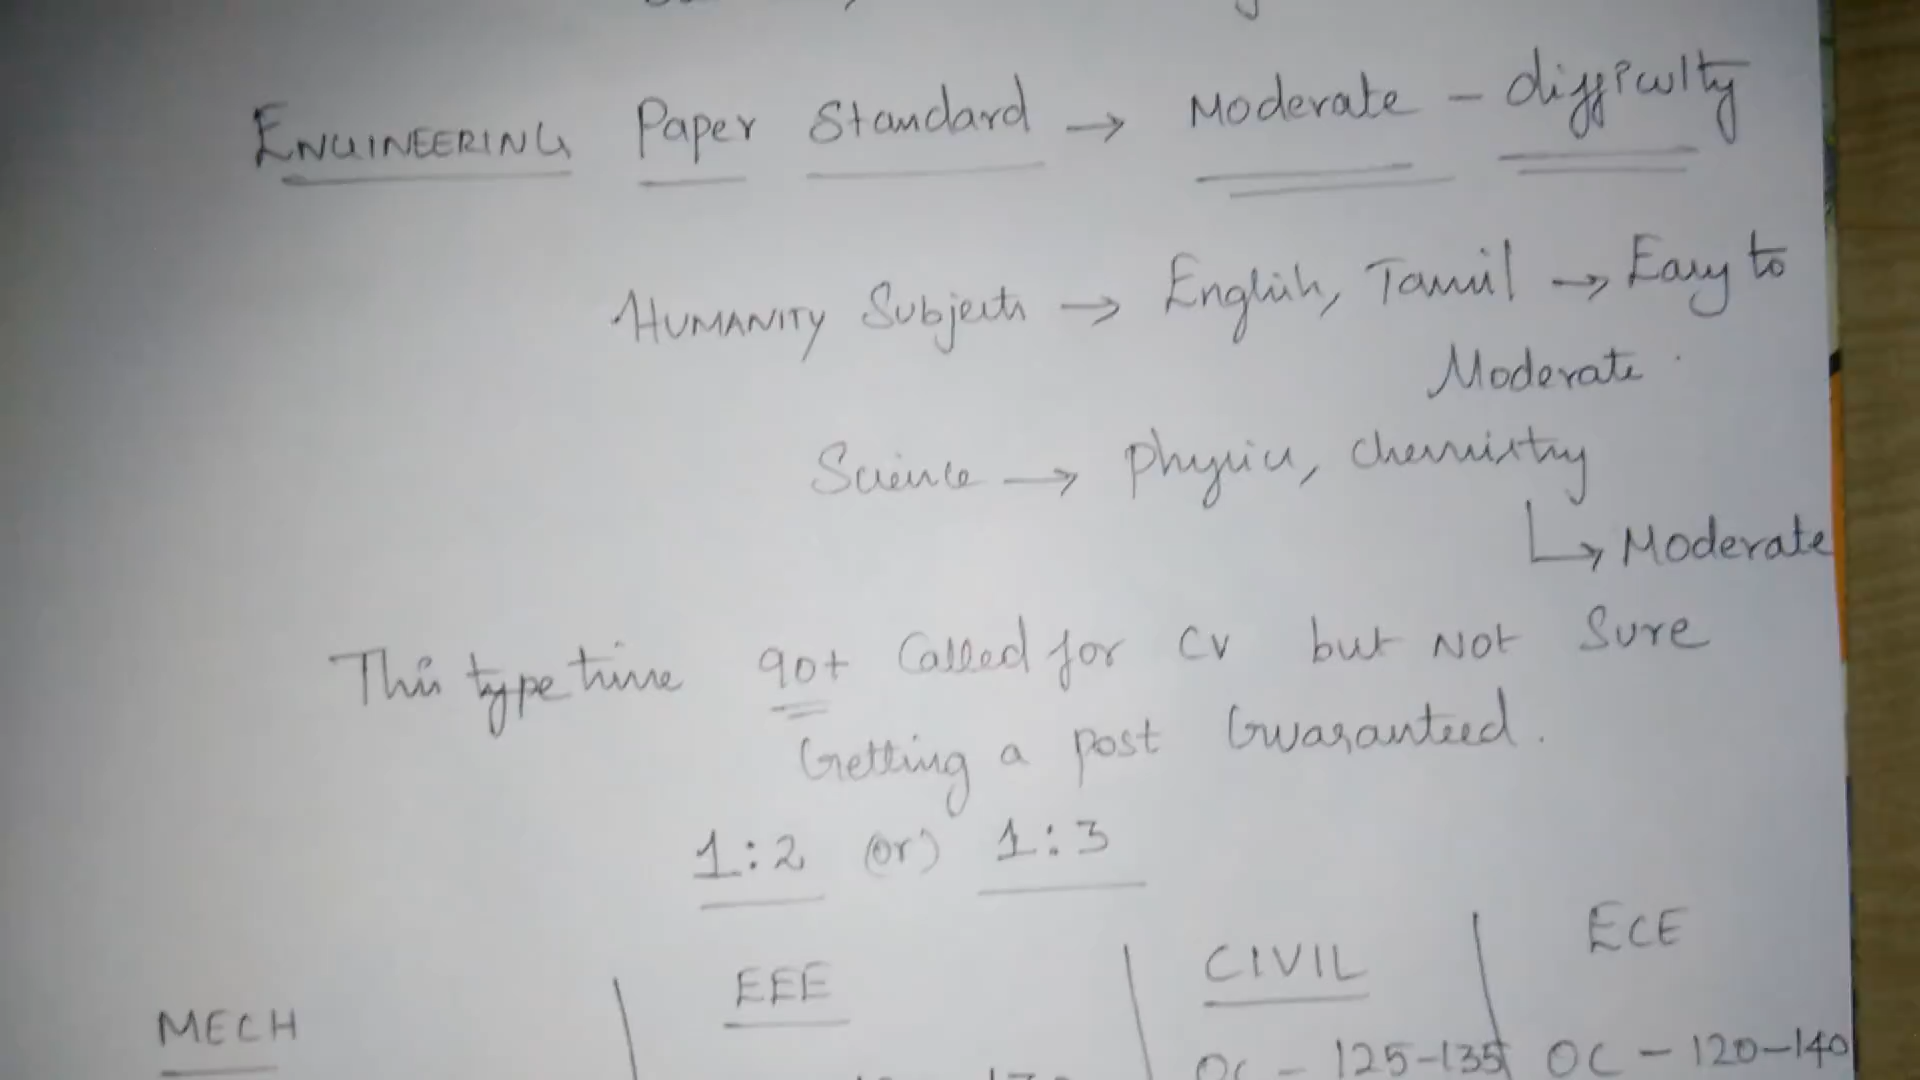 ENGINEERING Paper Standard → Moderate - difficulty
HUMANITY Subjects → English, Tamil → Easy to
Moderate.
Science → Physics, chemistry
↳ Moderate
This type time 90+ Called for CV but Not Sure
Getting a post Guaranteed.
1:2 (or) 1:3
MECH | EEE | CIVIL | ECE
OC - 125-135 OC - 120-140